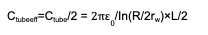 Ctubeeff=Ctube/2 = 2πε₀/ln(R/2rw)×L/2